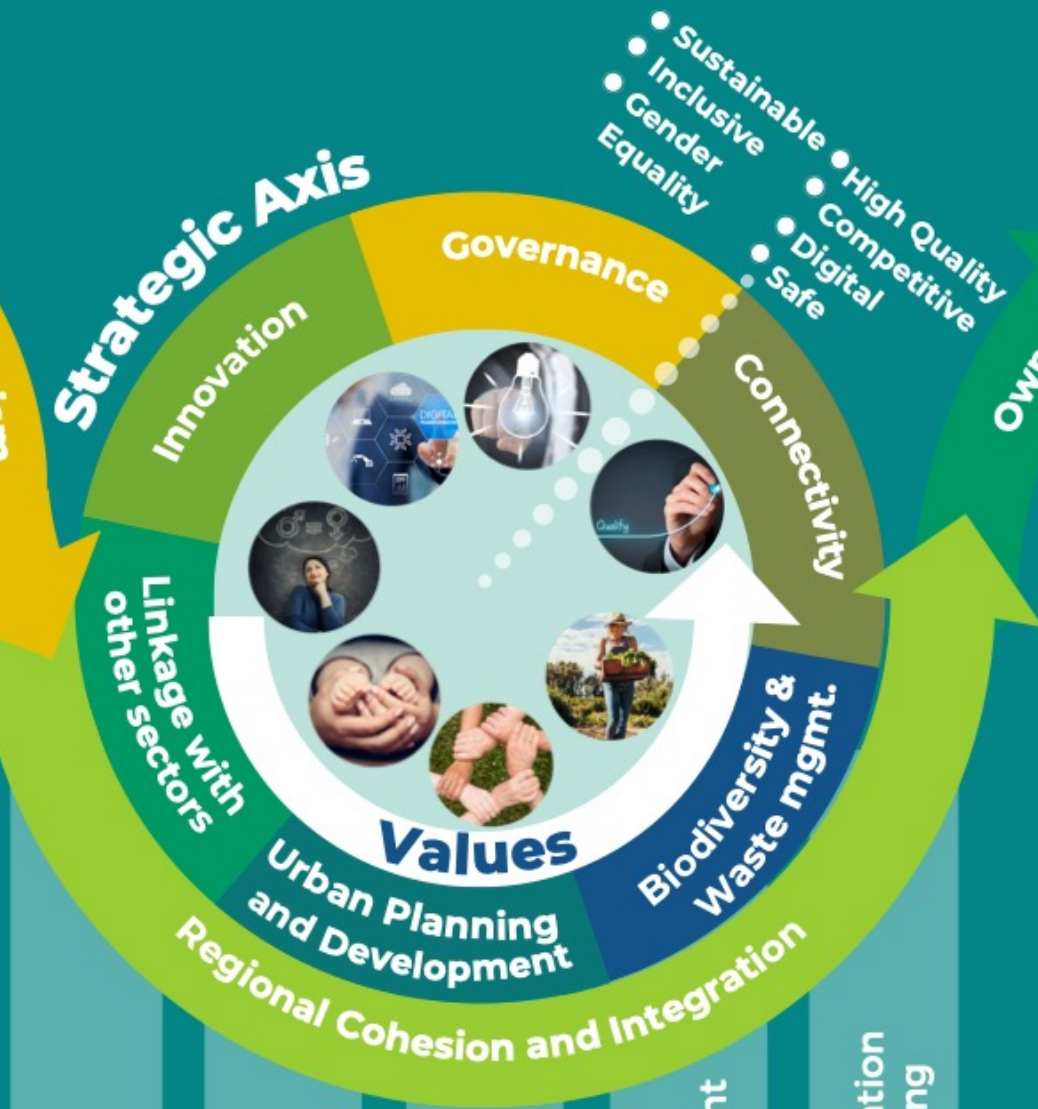 Strategic Axis
Innovation
Governance
Connectivity
Biodiversity &
Waste mgmt.
Urban Planning
and Development
Linkage with
other sectors
Values
Regional Cohesion and Integration
Sustainable
Inclusive
Gender
Equality
High Quality
Competitive
Digital
Safe
Quality